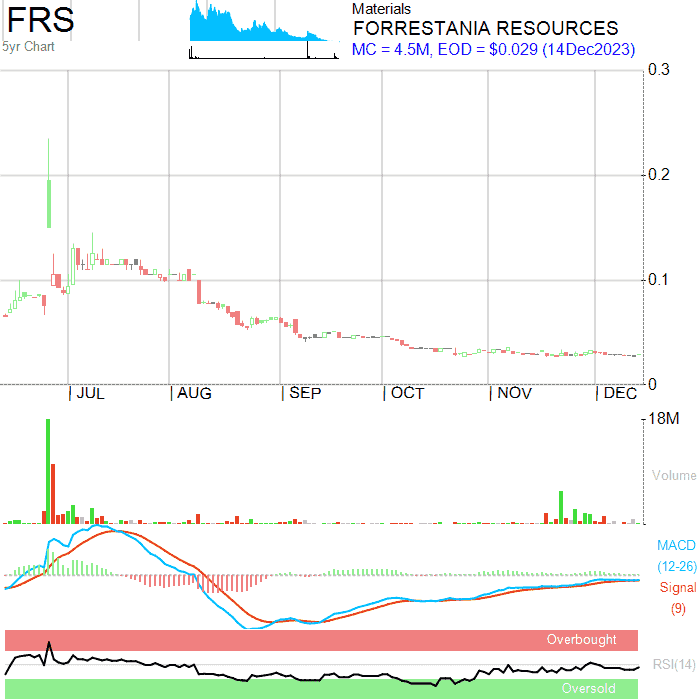 FRS
5yr Chart
Materials
FORRESTANIA RESOURCES
MC = 4.5M, EOD = $0.029 (14Dec2023)
0.3
0.2
0.1
0
JUL AUG SEP OCT NOV DEC
18M
Volume
MACD
(12-26)
Signal
(9)
Overbought
RSI(14)
Oversold